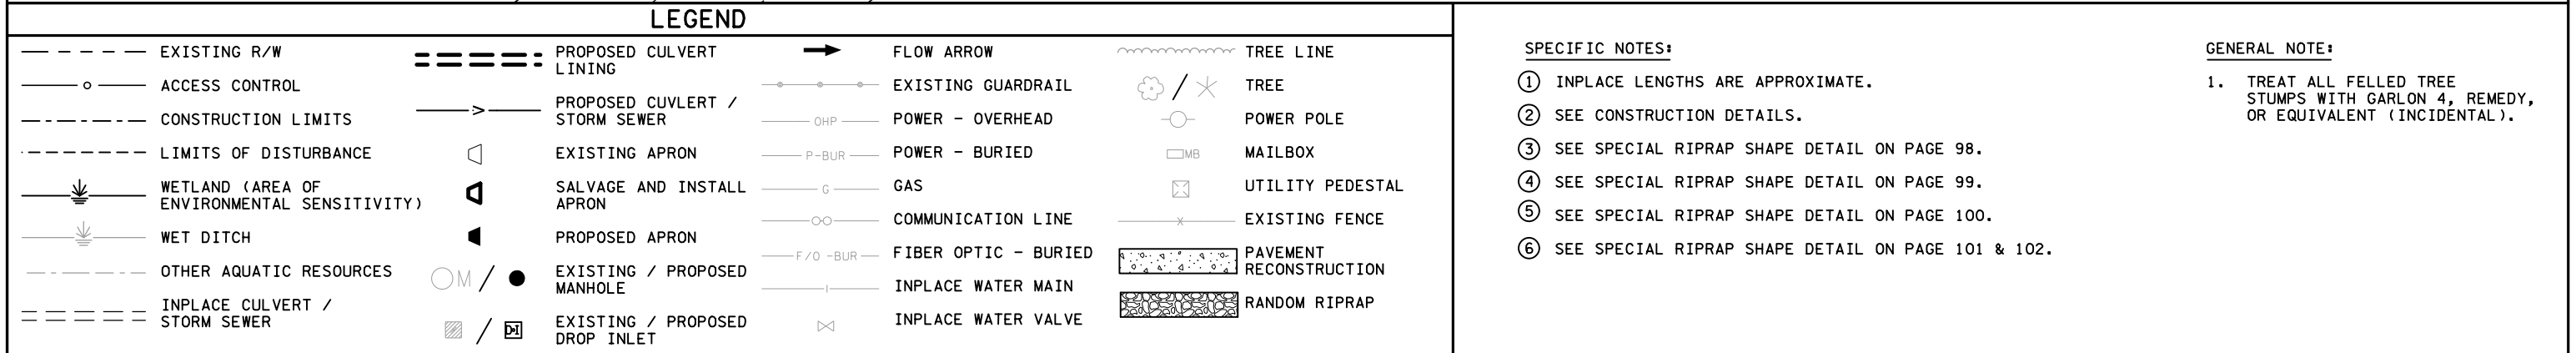 LEGEND
EXISTING R/W
ACCESS CONTROL
CONSTRUCTION LIMITS
LIMITS OF DISTURBANCE
WETLAND (AREA OF
ENVIRONMENTAL SENSITIVITY)
WET DITCH
OTHER AQUATIC RESOURCES
INPLACE CULVERT /
STORM SEWER
PROPOSED CULVERT
LINING
PROPOSED CUVLERT /
STORM SEWER
EXISTING APRON
SALVAGE AND INSTALL
APRON
PROPOSED APRON
M /
EXISTING / PROPOSED
MANHOLE
/ DI
EXISTING / PROPOSED
DROP INLET
FLOW ARROW
EXISTING GUARDRAIL
OHP POWER - OVERHEAD
P-BUR POWER - BURIED
G GAS
COMMUNICATION LINE
F/O -BUR FIBER OPTIC - BURIED
I INPLACE WATER MAIN
INPLACE WATER VALVE
TREE LINE
/ TREE
POWER POLE
MB MAILBOX
UTILITY PEDESTAL
X EXISTING FENCE
PAVEMENT
RECONSTRUCTION
RANDOM RIPRAP
SPECIFIC NOTES:
1 INPLACE LENGTHS ARE APPROXIMATE.
2 SEE CONSTRUCTION DETAILS.
3 SEE SPECIAL RIPRAP SHAPE DETAIL ON PAGE 98.
4 SEE SPECIAL RIPRAP SHAPE DETAIL ON PAGE 99.
5 SEE SPECIAL RIPRAP SHAPE DETAIL ON PAGE 100.
6 SEE SPECIAL RIPRAP SHAPE DETAIL ON PAGE 101 & 102.
GENERAL NOTE:
1. TREAT ALL FELLED TREE
STUMPS WITH GARLON 4, REMEDY,
OR EQUIVALENT (INCIDENTAL).